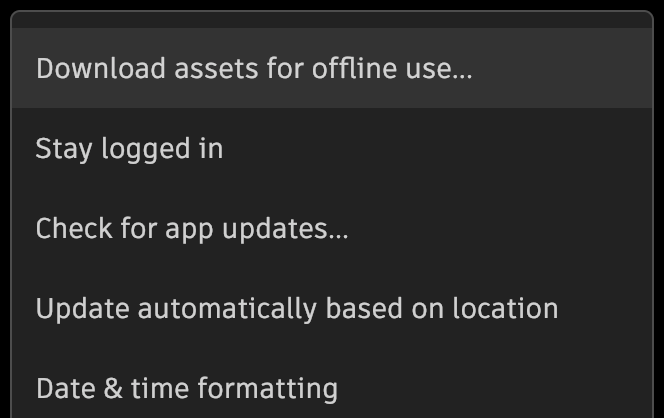 Download assets for offline use...
Stay logged in
Check for app updates...
Update automatically based on location
Date & time formatting